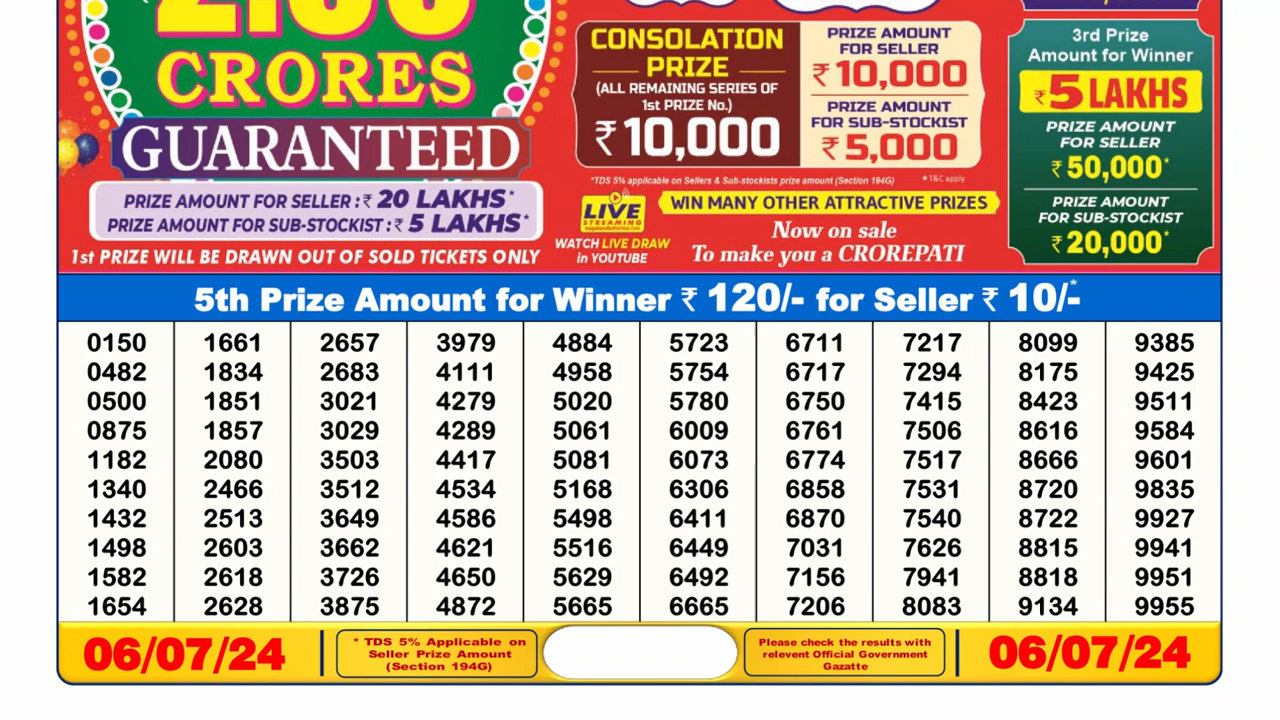 CRORES
GUARANTEED
PRIZE AMOUNT FOR SELLER : ₹ 20 LAKHS*
PRIZE AMOUNT FOR SUB-STOCKIST : ₹ 5 LAKHS*
1st PRIZE WILL BE DRAWN OUT OF SOLD TICKETS ONLY
CONSOLATION
PRIZE
(ALL REMAINING SERIES OF
1st PRIZE No.)
₹ 10,000
PRIZE AMOUNT
FOR SELLER
₹ 10,000
PRIZE AMOUNT
FOR SUB-STOCKIST
₹ 5,000
*TDS 5% applicable on Sellers & Sub-stockists prize amount (Section 194G)
* T&C apply
LIVE
STREAMING
WATCH LIVE DRAW
in YOUTUBE
WIN MANY OTHER ATTRACTIVE PRIZES
Now on sale
To make you a CROREPATI
3rd Prize
Amount for Winner
₹ 5 LAKHS
PRIZE AMOUNT
FOR SELLER
₹ 50,000*
PRIZE AMOUNT
FOR SUB-STOCKIST
₹ 20,000*
5th Prize Amount for Winner ₹ 120/- for Seller ₹ 10/-*
0150 1661 2657 3979 4884 5723 6711 7217 8099 9385
0482 1834 2683 4111 4958 5754 6717 7294 8175 9425
0500 1851 3021 4279 5020 5780 6750 7415 8423 9511
0875 1857 3029 4289 5061 6009 6761 7506 8616 9584
1182 2080 3503 4417 5081 6073 6774 7517 8666 9601
1340 2466 3512 4534 5168 6306 6858 7531 8720 9835
1432 2513 3649 4586 5498 6411 6870 7540 8722 9927
1498 2603 3662 4621 5516 6449 7031 7626 8815 9941
1582 2618 3726 4650 5629 6492 7156 7941 8818 9951
1654 2628 3875 4872 5665 6665 7206 8083 9134 9955
06/07/24
* TDS 5% Applicable on
Seller Prize Amount
(Section 194G)
Please check the results with
relevent Official Government
Gazatte
06/07/24